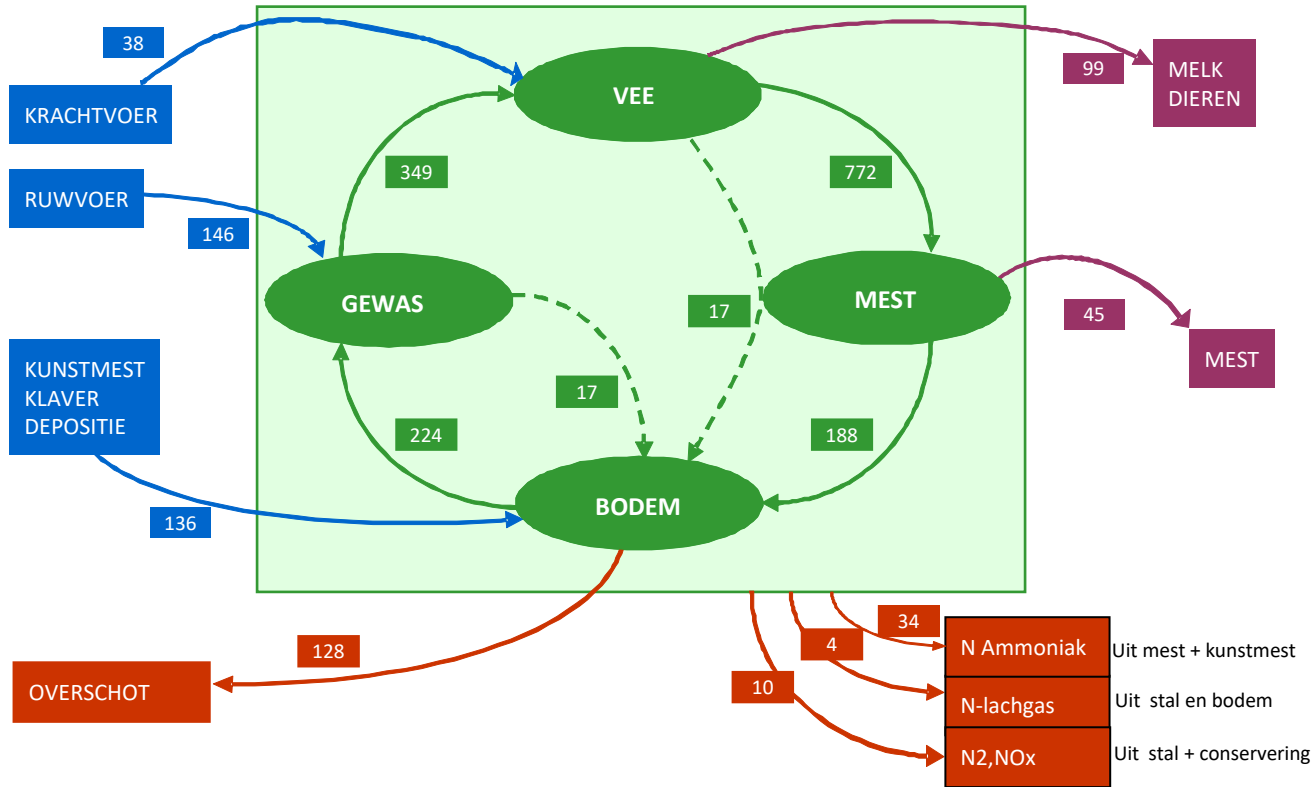 38
99
KRACHTVOER
VEE
MELK
DIEREN
349
772
RUWVOER
146
GEWAS
MEST
17
45
MEST
KUNSTMEST
KLAVER
DEPOSITIE
17
224
188
BODEM
136
128
34
4
10
OVERSCHOT
N Ammoniak
Uit mest + kunstmest
N-lachgas
Uit stal en bodem
N2,NOx
Uit stal + conservering